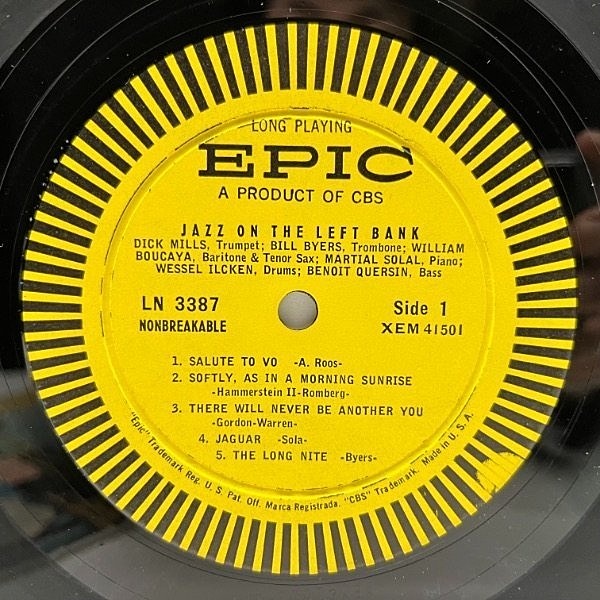 LONG PLAYING
EPIC
A PRODUCT OF CBS
JAZZ ON THE LEFT BANK
DICK MILLS, Trumpet; BILL BYERS, Trombone; WILLIAM
BOUCAYA, Baritone & Tenor Sax; MARTIAL SOLAL, Piano;
WESSEL ILCKEN, Drums; BENOIT QUERSIN, Bass
LN 3387
NONBREAKABLE
Side 1
XEM 41501
1. SALUTE TO VO -A. Roos-
2. SOFTLY, AS IN A MORNING SUNRISE
-Hammerstein II-Romberg-
3. THERE WILL NEVER BE ANOTHER YOU
-Gordon-Warren-
4. JAGUAR -Sola-
5. THE LONG NITE -Byers-
"Epic" Trademark Reg. U. S. Pat. Off. Marca Registrada. "CBS" Trademark. Made in U. S. A.